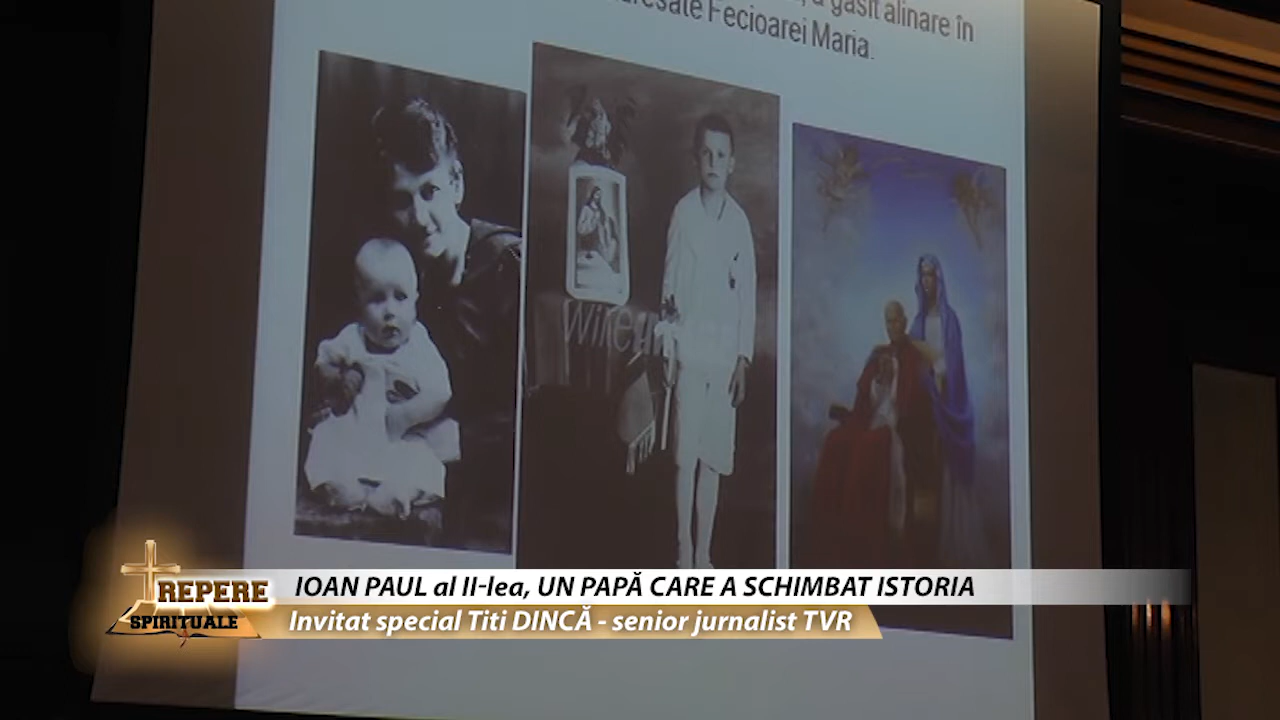 a găsit alinare în
Fecioarei Maria.
REPERE
SPIRITUALE
IOAN PAUL al II-lea, UN PAPĂ CARE A SCHIMBAT ISTORIA
Invitat special Titi DINCĂ - senior jurnalist TVR